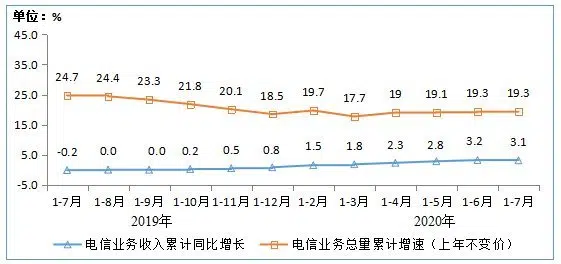 单位：%
45.0
35.0
25.0
15.0
5.0
-5.0
24.7 24.4 23.3 21.8 20.1 18.5 19.7 17.7 19 19.1 19.3 19.3
-0.2 0.0 0.0 0.2 0.5 0.8 1.5 1.8 2.3 2.8 3.2 3.1
1-7月 1-8月 1-9月 1-10月 1-11月 1-12月 1-2月 1-3月 1-4月 1-5月 1-6月 1-7月
2019年 2020年
电信业务收入累计同比增长 电信业务总量累计增速（上年不变价）